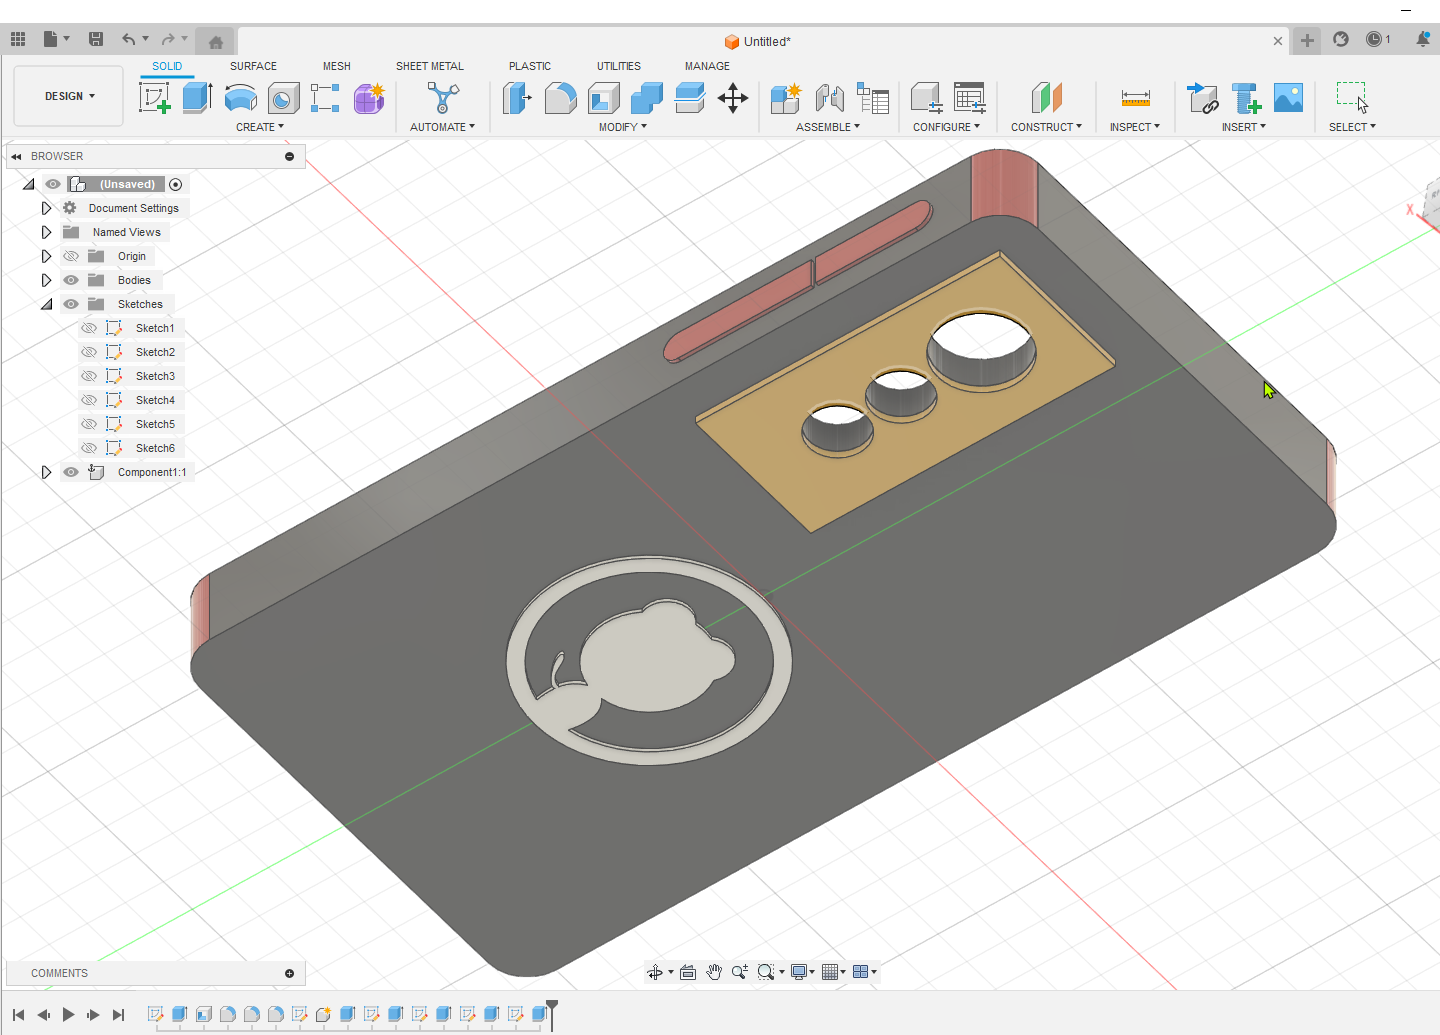 Untitled*
1
SOLID SURFACE MESH SHEET METAL PLASTIC UTILITIES MANAGE
DESIGN
CREATE AUTOMATE MODIFY ASSEMBLE CONFIGURE CONSTRUCT INSPECT INSERT SELECT
BROWSER
(Unsaved)
Document Settings
Named Views
Origin
Bodies
Sketches
Sketch1
Sketch2
Sketch3
Sketch4
Sketch5
Sketch6
Component1:1
X
COMMENTS